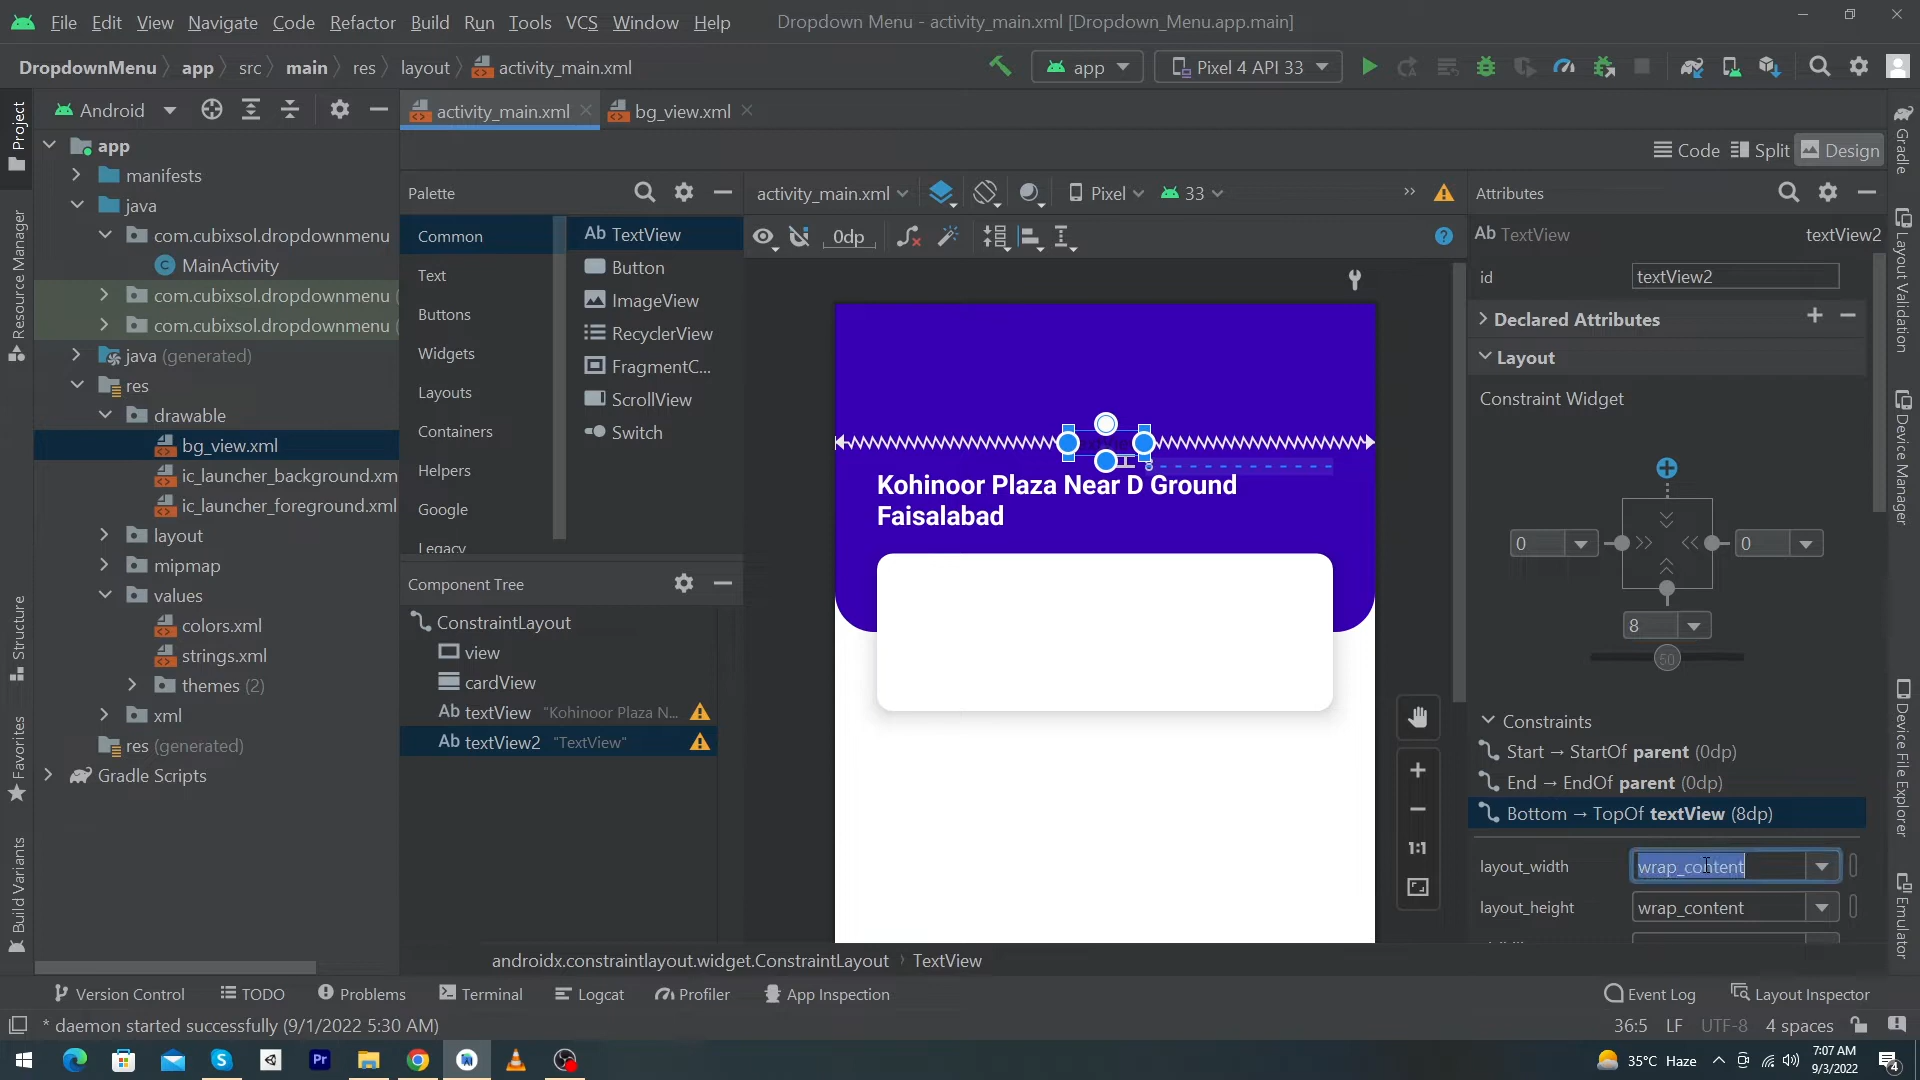 File Edit View Navigate Code Refactor Build Run Tools VCS Window Help Dropdown Menu - activity_main.xml [Dropdown_Menu.app.main]
DropdownMenu app src main res layout activity_main.xml app Pixel 4 API 33
Android activity_main.xml bg_view.xml
Code Split Design
Project
Resource Manager
Structure
Favorites
Build Variants
app
manifests
java
com.cubixsol.dropdownmenu
MainActivity
com.cubixsol.dropdownmenu (
com.cubixsol.dropdownmenu (
java (generated)
res
drawable
bg_view.xml
ic_launcher_background.xm
ic_launcher_foreground.xml
layout
mipmap
values
colors.xml
strings.xml
themes (2)
xml
res (generated)
Gradle Scripts
Palette
Common
Text
Buttons
Widgets
Layouts
Containers
Helpers
Google
Legacy
Ab TextView
Button
ImageView
RecyclerView
FragmentC...
ScrollView
Switch
Component Tree
ConstraintLayout
view
cardView
Ab textView "Kohinoor Plaza N...
Ab textView2 "TextView"
activity_main.xml Pixel 33 »
0dp
Kohinoor Plaza Near D Ground
Faisalabad
1:1
androidx.constraintlayout.widget.ConstraintLayout TextView
Attributes
Ab TextView textView2
id textView2
Declared Attributes
Layout
Constraint Widget
0 0
8
50
Constraints
Start → StartOf parent (0dp)
End → EndOf parent (0dp)
Bottom → TopOf textView (8dp)
layout_width wrap_content
layout_height wrap_content
Gradle
Layout Validation
Device Manager
Device File Explorer
Emulator
Version Control TODO Problems Terminal Logcat Profiler App Inspection Event Log Layout Inspector
* daemon started successfully (9/1/2022 5:30 AM) 36:5 LF UTF-8 4 spaces
35°C Haze 7:07 AM
9/3/2022
4